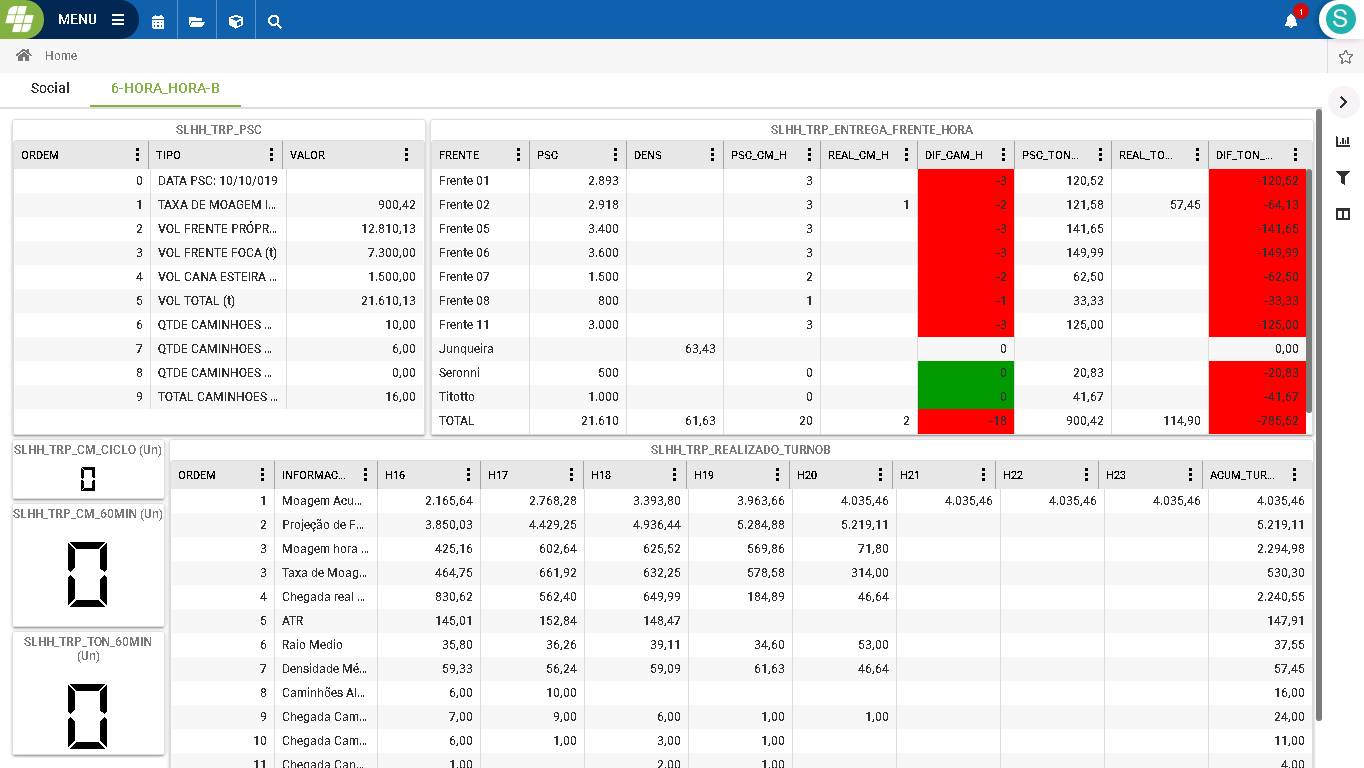 MENU
1
S
Home
Social 6-HORA_HORA-B
SLHH_TRP_PSC
ORDEM TIPO VALOR
0 DATA PSC: 10/10/019
1 TAXA DE MOAGEM I... 900,42
2 VOL FRENTE PRÓPR... 12.810,13
3 VOL FRENTE FOCA (t) 7.300,00
4 VOL CANA ESTEIRA ... 1.500,00
5 VOL TOTAL (t) 21.610,13
6 QTDE CAMINHOES ... 10,00
7 QTDE CAMINHOES ... 6,00
8 QTDE CAMINHOES ... 0,00
9 TOTAL CAMINHOES ... 16,00
SLHH_TRP_ENTREGA_FRENTE_HORA
FRENTE PSC DENS PSC_CM_H REAL_CM_H DIF_CAM_H PSC_TON... REAL_TO... DIF_TON_...
Frente 01 2.893 3 -3 120,52 -120,52
Frente 02 2.918 3 1 -2 121,58 57,45 -64,13
Frente 05 3.400 3 -3 141,65 -141,65
Frente 06 3.600 3 -3 149,99 -149,99
Frente 07 1.500 2 -2 62,50 -62,50
Frente 08 800 1 -1 33,33 -33,33
Frente 11 3.000 3 -3 125,00 -125,00
Junqueira 63,43 0 0,00
Seronni 500 0 0 20,83 -20,83
Titotto 1.000 0 0 41,67 -41,67
TOTAL 21.610 61,63 20 2 -18 900,42 114,90 -785,52
SLHH_TRP_CM_CICLO (Un)
0
SLHH_TRP_CM_60MIN (Un)
0
SLHH_TRP_TON_60MIN
(Un)
0
SLHH_TRP_REALIZADO_TURNOB
ORDEM INFORMAC... H16 H17 H18 H19 H20 H21 H22 H23 ACUM_TUR...
1 Moagem Acu... 2.165,64 2.768,28 3.393,80 3.963,66 4.035,46 4.035,46 4.035,46 4.035,46 4.035,46
2 Projeção de F... 3.850,03 4.429,25 4.936,44 5.284,88 5.219,11 5.219,11
3 Moagem hora ... 425,16 602,64 625,52 569,86 71,80 2.294,98
3 Taxa de Moag... 464,75 661,92 632,25 578,58 314,00 530,30
4 Chegada real ... 830,62 562,40 649,99 184,89 46,64 2.240,55
5 ATR 145,01 152,84 148,47 147,91
6 Raio Medio 35,80 36,26 39,11 34,60 53,00 37,55
7 Densidade Mé... 59,33 56,24 59,09 61,63 46,64 57,45
8 Caminhões Al... 6,00 10,00 16,00
9 Chegada Cam... 7,00 9,00 6,00 1,00 1,00 24,00
10 Chegada Cam... 6,00 1,00 3,00 1,00 11,00
11 Chegada Cam... 1,00 2,00 1,00 4,00